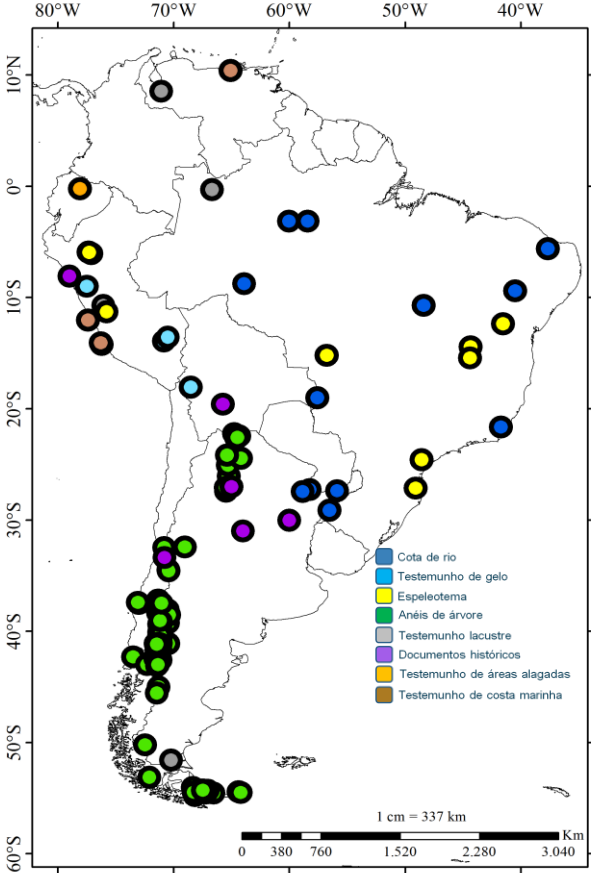 80°W 70°W 60°W 50°W 40°W
10°N
0°
10°S
20°S
30°S
Cota de rio
Testemunho de gelo
Espeleotema
Anéis de árvore
Testemunho lacustre
40°S
Documentos históricos
Testemunho de áreas alagadas
Testemunho de costa marinha
50°S
1 cm = 337 km
Km
0 380 760 1.520 2.280 3.040
60°S